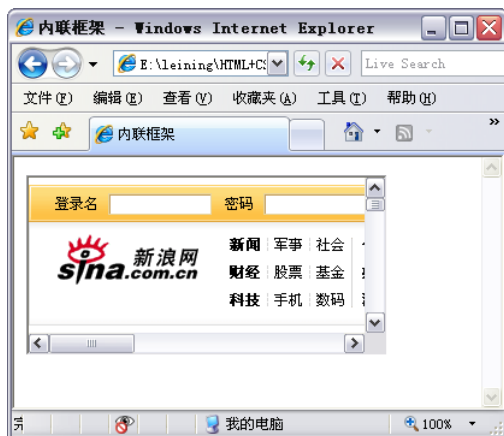 内联框架 - Windows Internet Explorer
E:\leining\HTML+C
Live Search
文件(F) 编辑(E) 查看(V) 收藏夹(A) 工具(T) 帮助(H)
内联框架
登录名 密码
sina 新浪网
.com.cn
新闻 军事 社会
财经 股票 基金
科技 手机 数码
我的电脑 100%